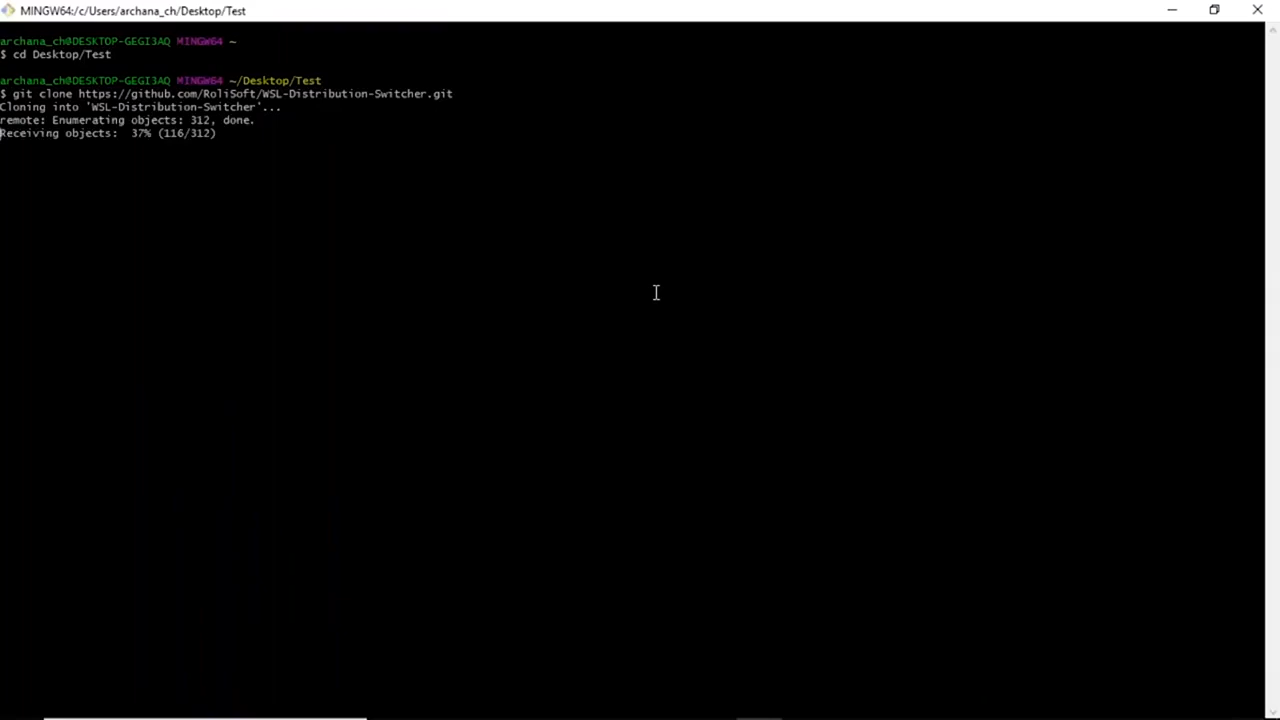 MINGW64:/c/Users/archana_ch/Desktop/Test
archana_ch@DESKTOP-GEGI3AQ MINGW64 ~
$ cd Desktop/Test
archana_ch@DESKTOP-GEGI3AQ MINGW64 ~/Desktop/Test
$ git clone https://github.com/RoliSoft/WSL-Distribution-Switcher.git
Cloning into 'WSL-Distribution-Switcher'...
remote: Enumerating objects: 312, done.
Receiving objects:  37% (116/312)